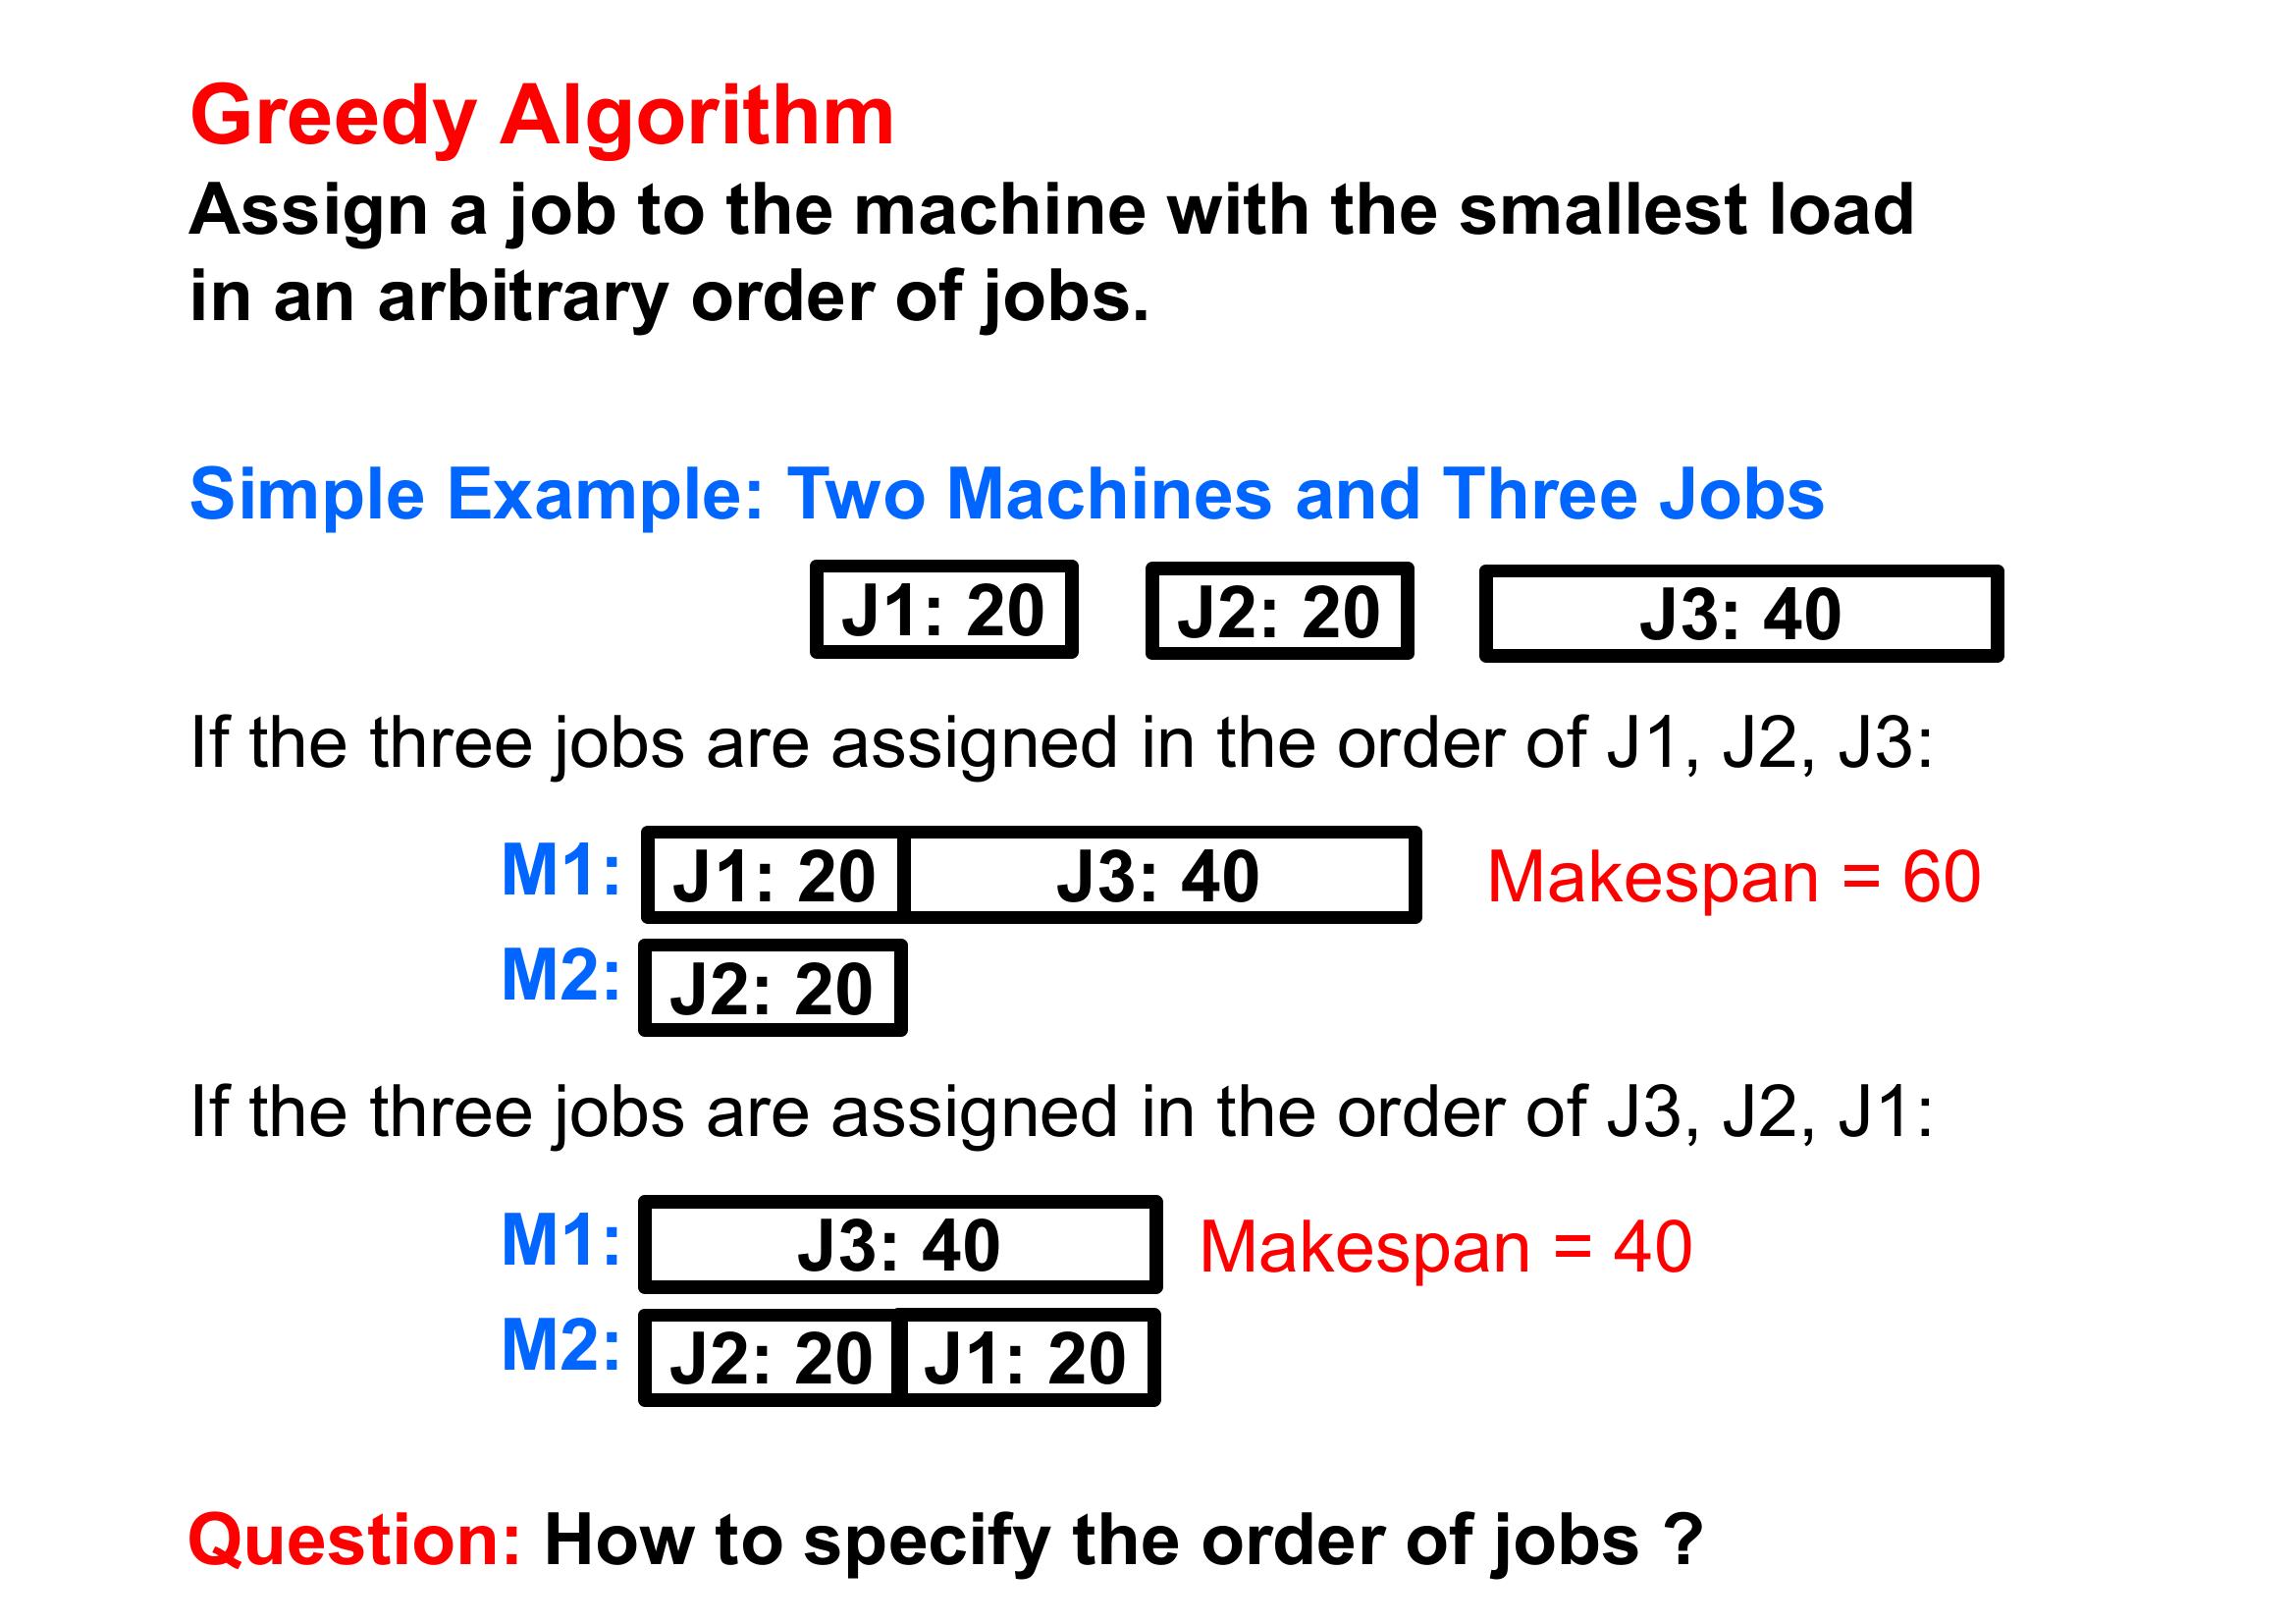 Greedy Algorithm
Assign a job to the machine with the smallest load
in an arbitrary order of jobs.
Simple Example: Two Machines and Three Jobs
J1: 20 J2: 20 J3: 40
If the three jobs are assigned in the order of J1, J2, J3:
M1: J1: 20 J3: 40 Makespan = 60
M2: J2: 20
If the three jobs are assigned in the order of J3, J2, J1:
M1: J3: 40 Makespan = 40
M2: J2: 20 J1: 20
Question: How to specify the order of jobs ?